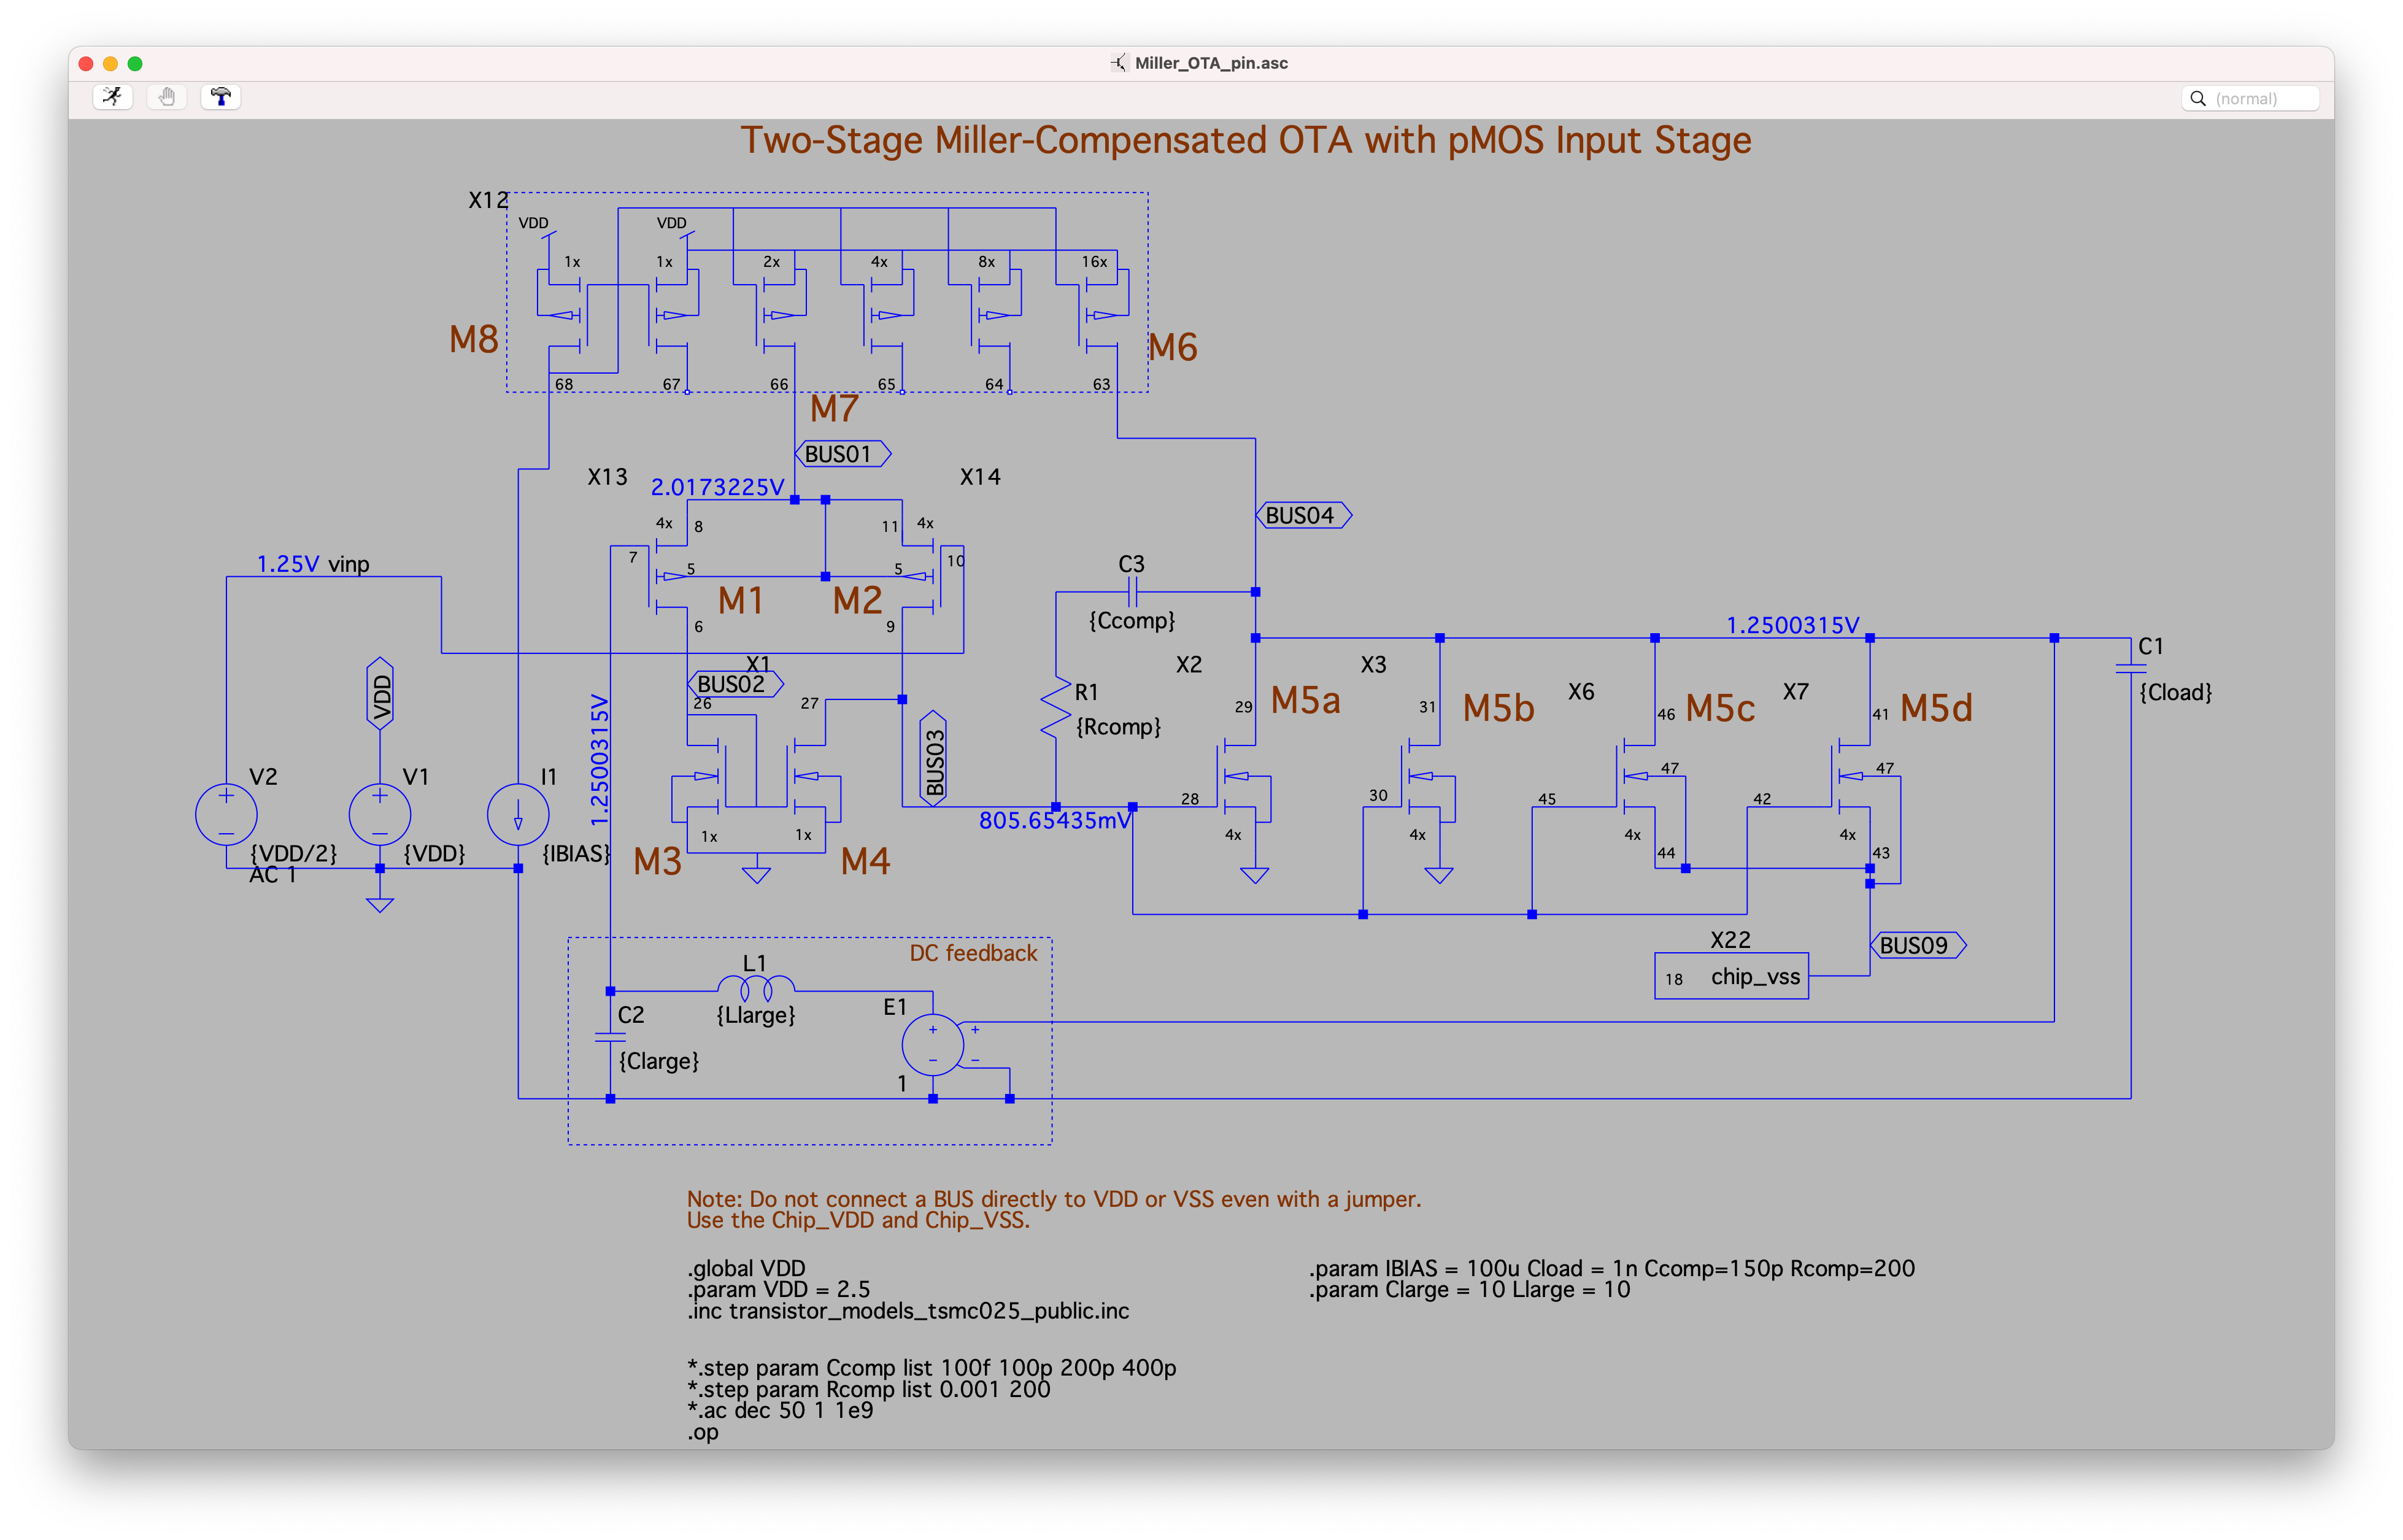 Miller_OTA_pin.asc
(normal)
Two-Stage Miller-Compensated OTA with pMOS Input Stage
X12
VDD
VDD
1x
1x
2x
4x
8x
16x
M8
M6
68
67
66
65
64
63
M7
BUS01
X13
X14
2.0173225V
BUS04
4x
8
11
4x
7
10
5
5
1.25V vinp
C3
M1
M2
{Ccomp}
6
9
1.2500315V
C1
X1
X2
X3
BUS02
X6
X7
R1
{Cload}
26
27
29
M5a
31
M5b
46
M5c
41
M5d
VDD
{Rcomp}
1.2500315V
BUS03
V2
V1
I1
47
47
28
30
45
42
805.65435mV
1x
1x
4x
4x
4x
4x
{VDD/2}
{VDD}
{IBIAS}
M3
M4
44
43
AC 1
DC feedback
X22
BUS09
L1
18
chip_vss
C2
{Llarge}
E1
+
+
{Clarge}
−
−
1
Note: Do not connect a BUS directly to VDD or VSS even with a jumper.
Use the Chip_VDD and Chip_VSS.
.global VDD
.param VDD = 2.5
.inc transistor_models_tsmc025_public.inc
.param IBIAS = 100u Cload = 1n Ccomp=150p Rcomp=200
.param Clarge = 10 Llarge = 10
*.step param Ccomp list 100f 100p 200p 400p
*.step param Rcomp list 0.001 200
*.ac dec 50 1 1e9
.op